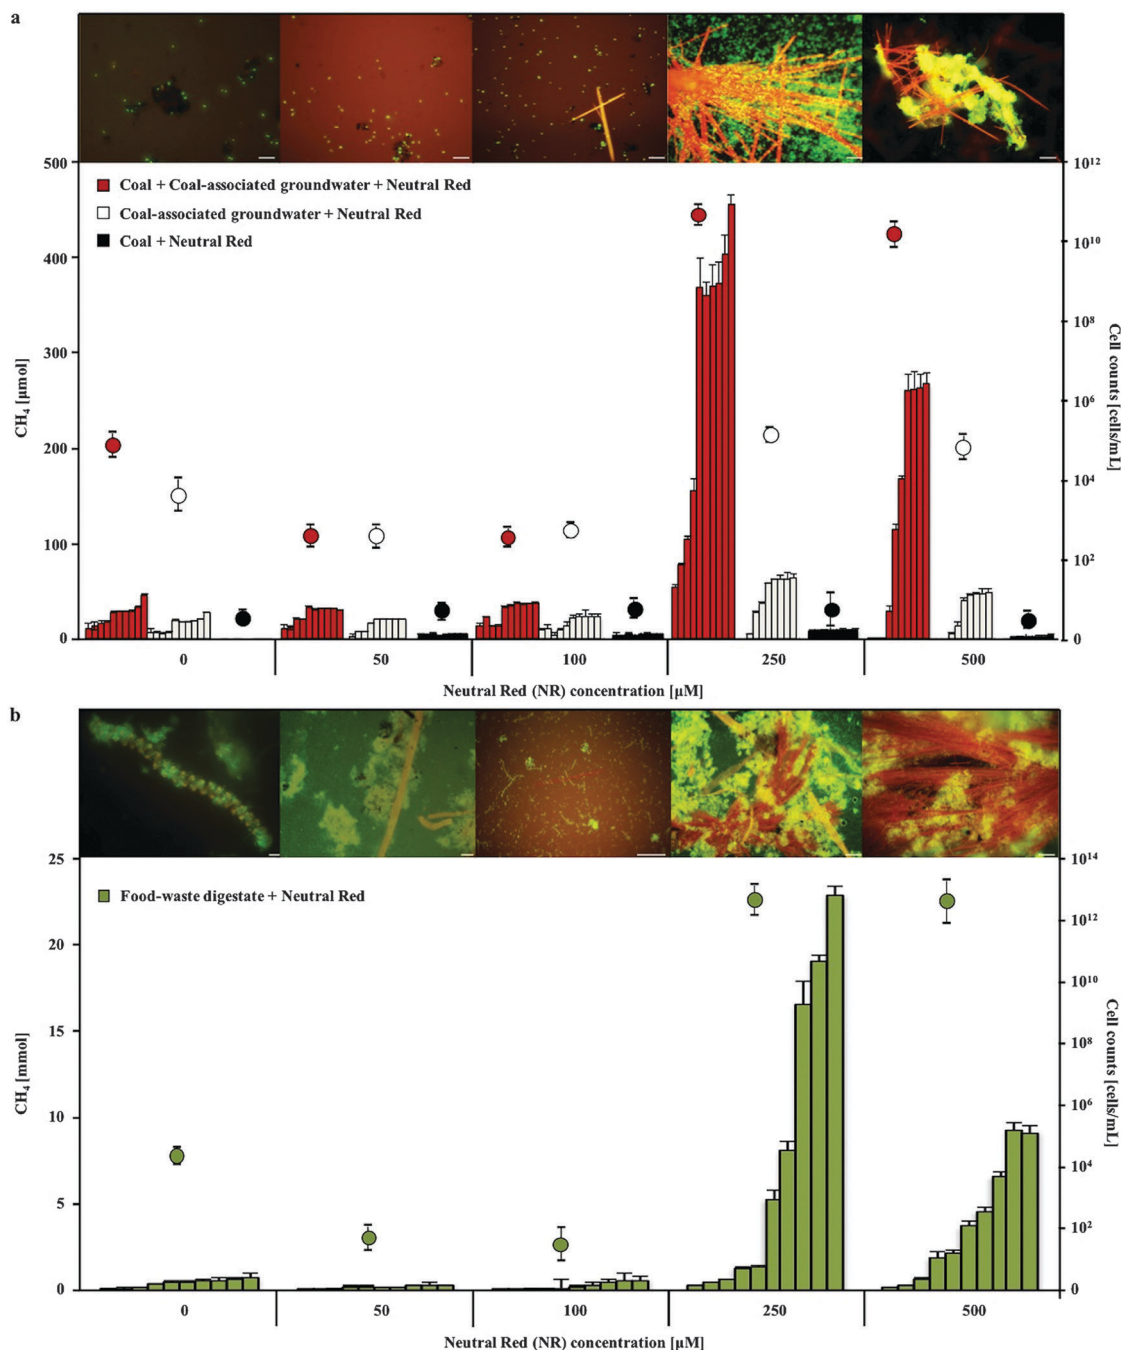 a
500
400
300
200
100
0
CH₄ [µmol]
Coal + Coal-associated groundwater + Neutral Red
Coal-associated groundwater + Neutral Red
Coal + Neutral Red
10¹²
10¹⁰
10⁸
10⁶
10⁴
10²
0
Cell counts [cells/mL]
0 50 100 250 500
Neutral Red (NR) concentration [µM]
b
25
20
15
10
5
0
CH₄ [mmol]
Food-waste digestate + Neutral Red
10¹⁴
10¹²
10¹⁰
10⁸
10⁶
10⁴
10²
0
Cell counts [cells/mL]
0 50 100 250 500
Neutral Red (NR) concentration [µM]